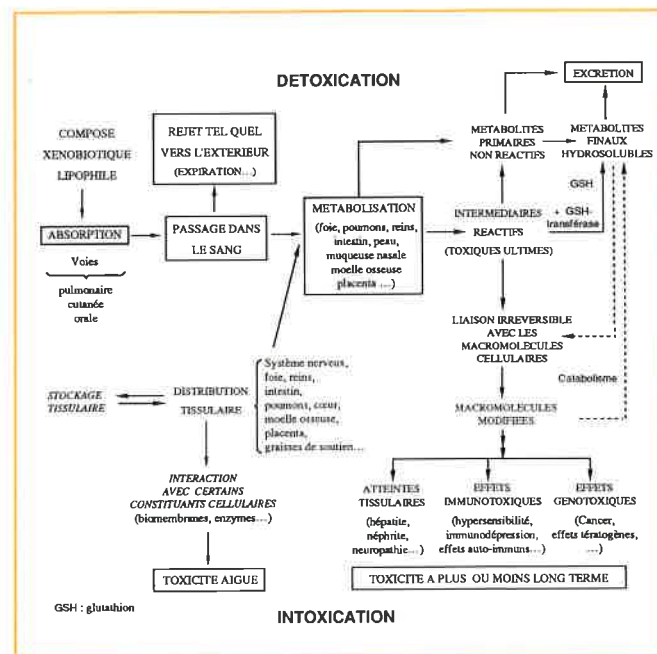 DETOXICATION
COMPOSE
XENOBIOTIQUE
LIPOPHILE
ABSORPTION
Voies
pulmonaire
cutanée
orale
REJET TEL QUEL
VERS L'EXTERIEUR
(EXPIRATION...)
PASSAGE DANS
LE SANG
METABOLISATION
(foie, poumons, reins,
intestin, peau,
muqueuse nasale
moelle osseuse
placenta ...)
METABOLITES
PRIMAIRES
NON REACTIFS
EXCRETION
METABOLITES
FINAUX
HYDROSOLUBLES
INTERMEDIAIRES
REACTIFS
(TOXIQUES ULTIMES)
GSH
+ GSH-
transférase
LIAISON IRREVERSIBLE
AVEC LES
MACROMOLECULES
CELLULAIRES
Catabolisme
MACROMOLECULES
MODIFIEES
STOCKAGE
TISSULAIRE
DISTRIBUTION
TISSULAIRE
Système nerveux,
foie, reins,
intestin,
poumons, cœur,
moelle osseuse,
placenta,
graisses de soutien...
INTERACTION
AVEC CERTAINS
CONSTITUANTS CELLULAIRES
(biomembranes, enzymes...)
TOXICITE AIGUE
ATTEINTES
TISSULAIRES
(hépatite,
néphrite,
neuropathie...)
EFFETS
IMMUNOTOXIQUES
(hypersensibilité,
immunodépression,
effets auto-immuns...)
EFFETS
GENOTOXIQUES
(Cancer,
effets tératogènes,
....)
TOXICITE A PLUS OU MOINS LONG TERME
GSH : glutathion
INTOXICATION